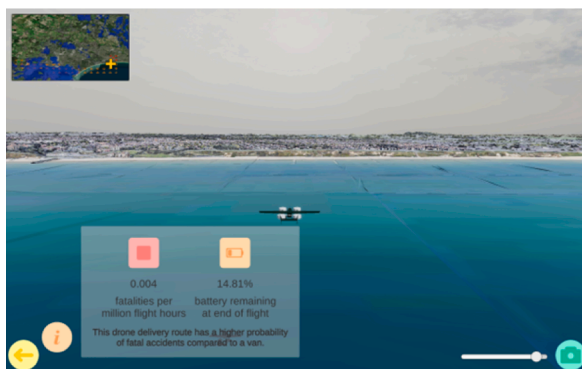 0.004
fatalities per
million flight hours
14.81%
battery remaining
at end of flight
This drone delivery route has a higher probability
of fatal accidents compared to a van.
i